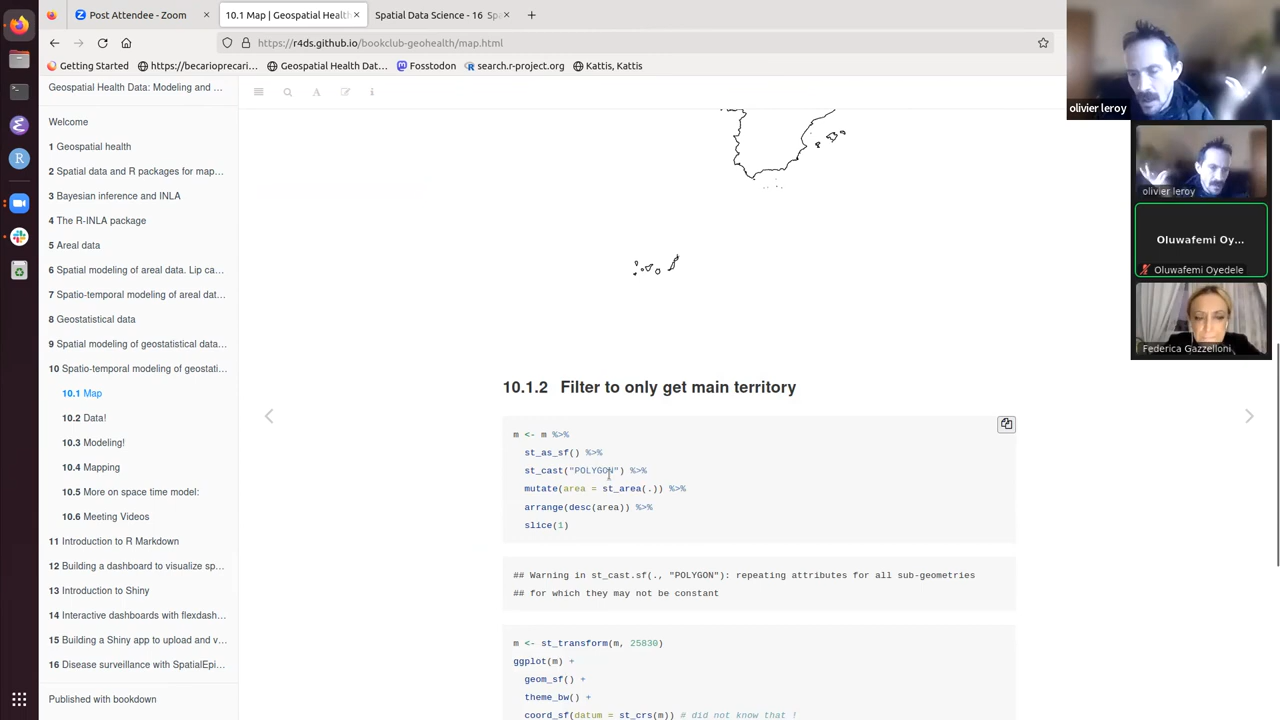 Post Attendee - Zoom
10.1 Map | Geospatial Healt
Spatial Data Science - 16 Sp
https://r4ds.github.io/bookclub-geohealth/map.html
Getting Started
https://becarioprecari...
Geospatial Health Dat...
Fosstodon
search.r-project.org
Kattis, Kattis
Geospatial Health Data: Modeling and ...
Welcome
1 Geospatial health
2 Spatial data and R packages for map...
3 Bayesian inference and INLA
4 The R-INLA package
5 Areal data
6 Spatial modeling of areal data. Lip ca...
7 Spatio-temporal modeling of areal dat...
8 Geostatistical data
9 Spatial modeling of geostatistical data...
10 Spatio-temporal modeling of geostati...
10.1 Map
10.2 Data!
10.3 Modeling!
10.4 Mapping
10.5 More on space time model:
10.6 Meeting Videos
11 Introduction to R Markdown
12 Building a dashboard to visualize sp...
13 Introduction to Shiny
14 Interactive dashboards with flexdash...
15 Building a Shiny app to upload and v...
16 Disease surveillance with SpatialEpi...
Published with bookdown
10.1.2 Filter to only get main territory
m <- m %>%
st_as_sf() %>%
st_cast("POLYGON") %>%
mutate(area = st_area(.)) %>%
arrange(desc(area)) %>%
slice(1)
## Warning in st_cast.sf(., "POLYGON"): repeating attributes for all sub-geometries
## for which they may not be constant
m <- st_transform(m, 25830)
ggplot(m) +
geom_sf() +
theme_bw() +
coord_sf(datum = st_crs(m)) # did not know that !
olivier leroy
olivier leroy
Oluwafemi Oy...
Oluwafemi Oyedele
Federica Gazzelloni